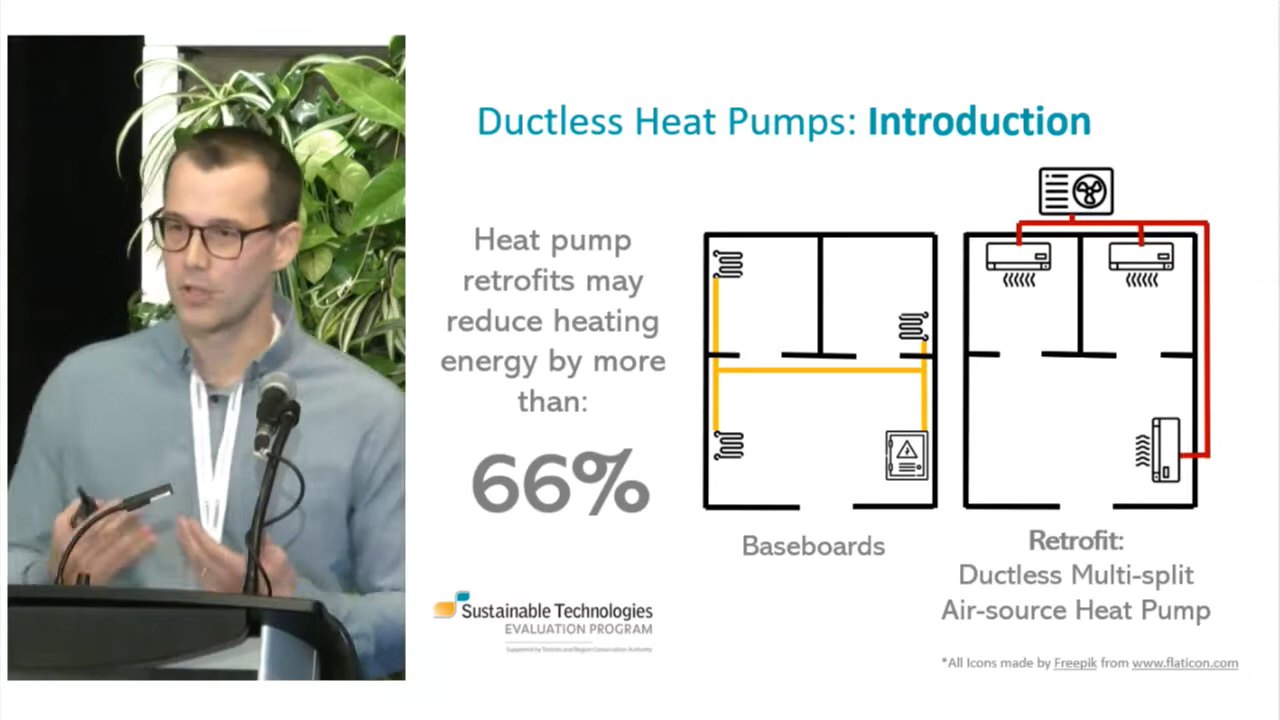 Ductless Heat Pumps: Introduction
Heat pump
retrofits may
reduce heating
energy by more
than:
66%
Baseboards
Retrofit:
Ductless Multi-split
Air-source Heat Pump
Sustainable Technologies
EVALUATION PROGRAM
Supported by Toronto and Region Conservation Authority
*All Icons made by Freepik from www.flaticon.com